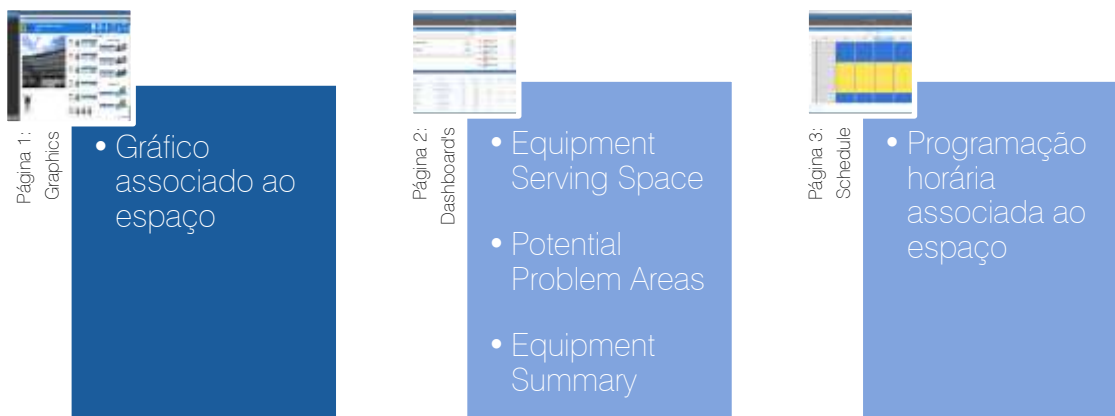 Página 1:
Graphics
• Gráfico
associado ao
espaço
Página 2:
Dashboard's
• Equipment
Serving Space
• Potential
Problem Areas
• Equipment
Summary
Página 3:
Schedule
• Programação
horária
associada ao
espaço